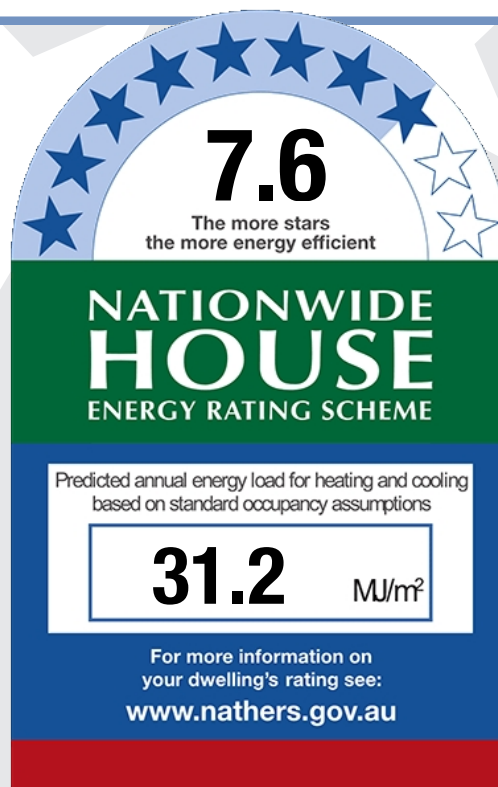 7.6
The more stars
the more energy efficient
NATIONWIDE
HOUSE
ENERGY RATING SCHEME
Predicted annual energy load for heating and cooling
based on standard occupancy assumptions
31.2 MJ/m²
For more information on
your dwelling's rating see:
www.nathers.gov.au